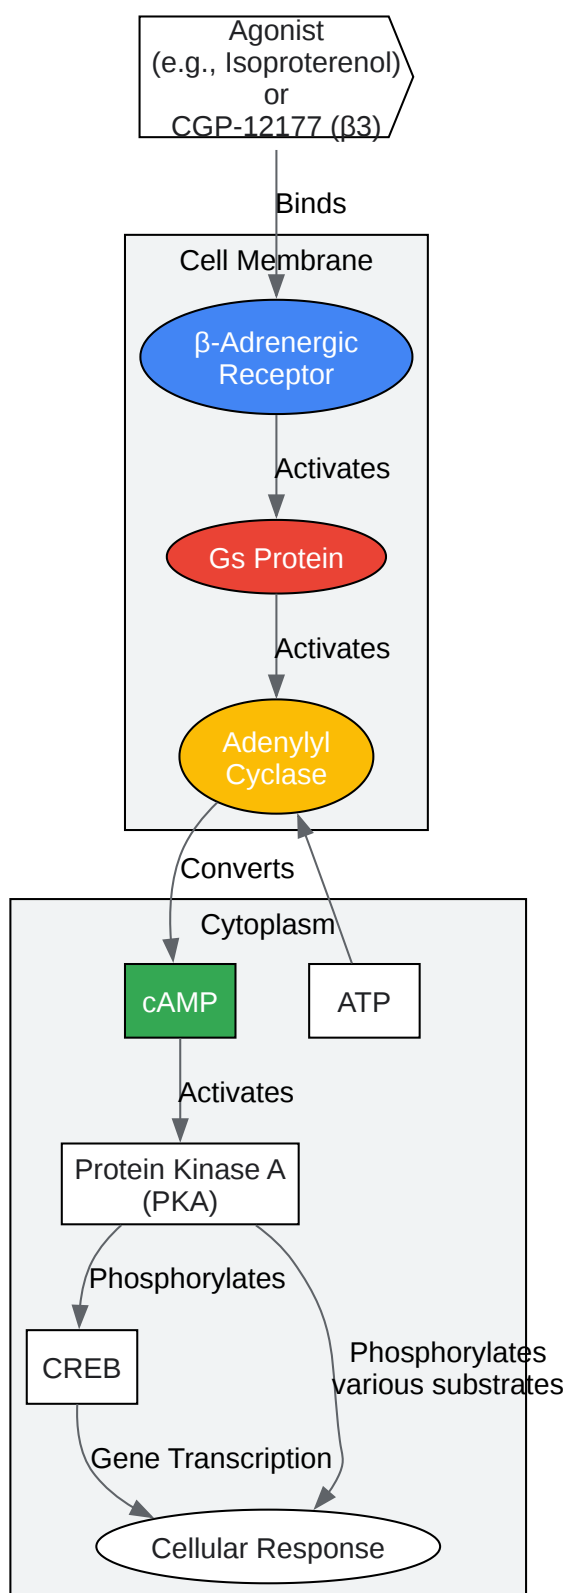 Agonist
(e.g., Isoproterenol)
or
CGP-12177 (β3)
Binds
Cell Membrane
β-Adrenergic
Receptor
Activates
Gs Protein
Activates
Adenylyl
Cyclase
Converts
Cytoplasm
cAMP
ATP
Activates
Protein Kinase A
(PKA)
Phosphorylates
CREB
Phosphorylates
various substrates
Gene Transcription
Cellular Response